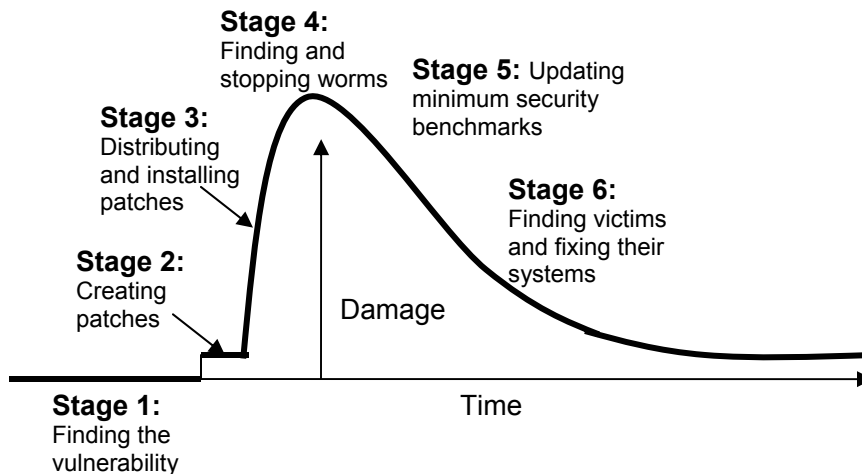 Stage 4:
Finding and
stopping worms
Stage 5: Updating
minimum security
benchmarks
Stage 3:
Distributing
and installing
patches
Stage 6:
Finding victims
and fixing their
systems
Stage 2:
Creating
patches
Damage
Stage 1:
Finding the
vulnerability
Time